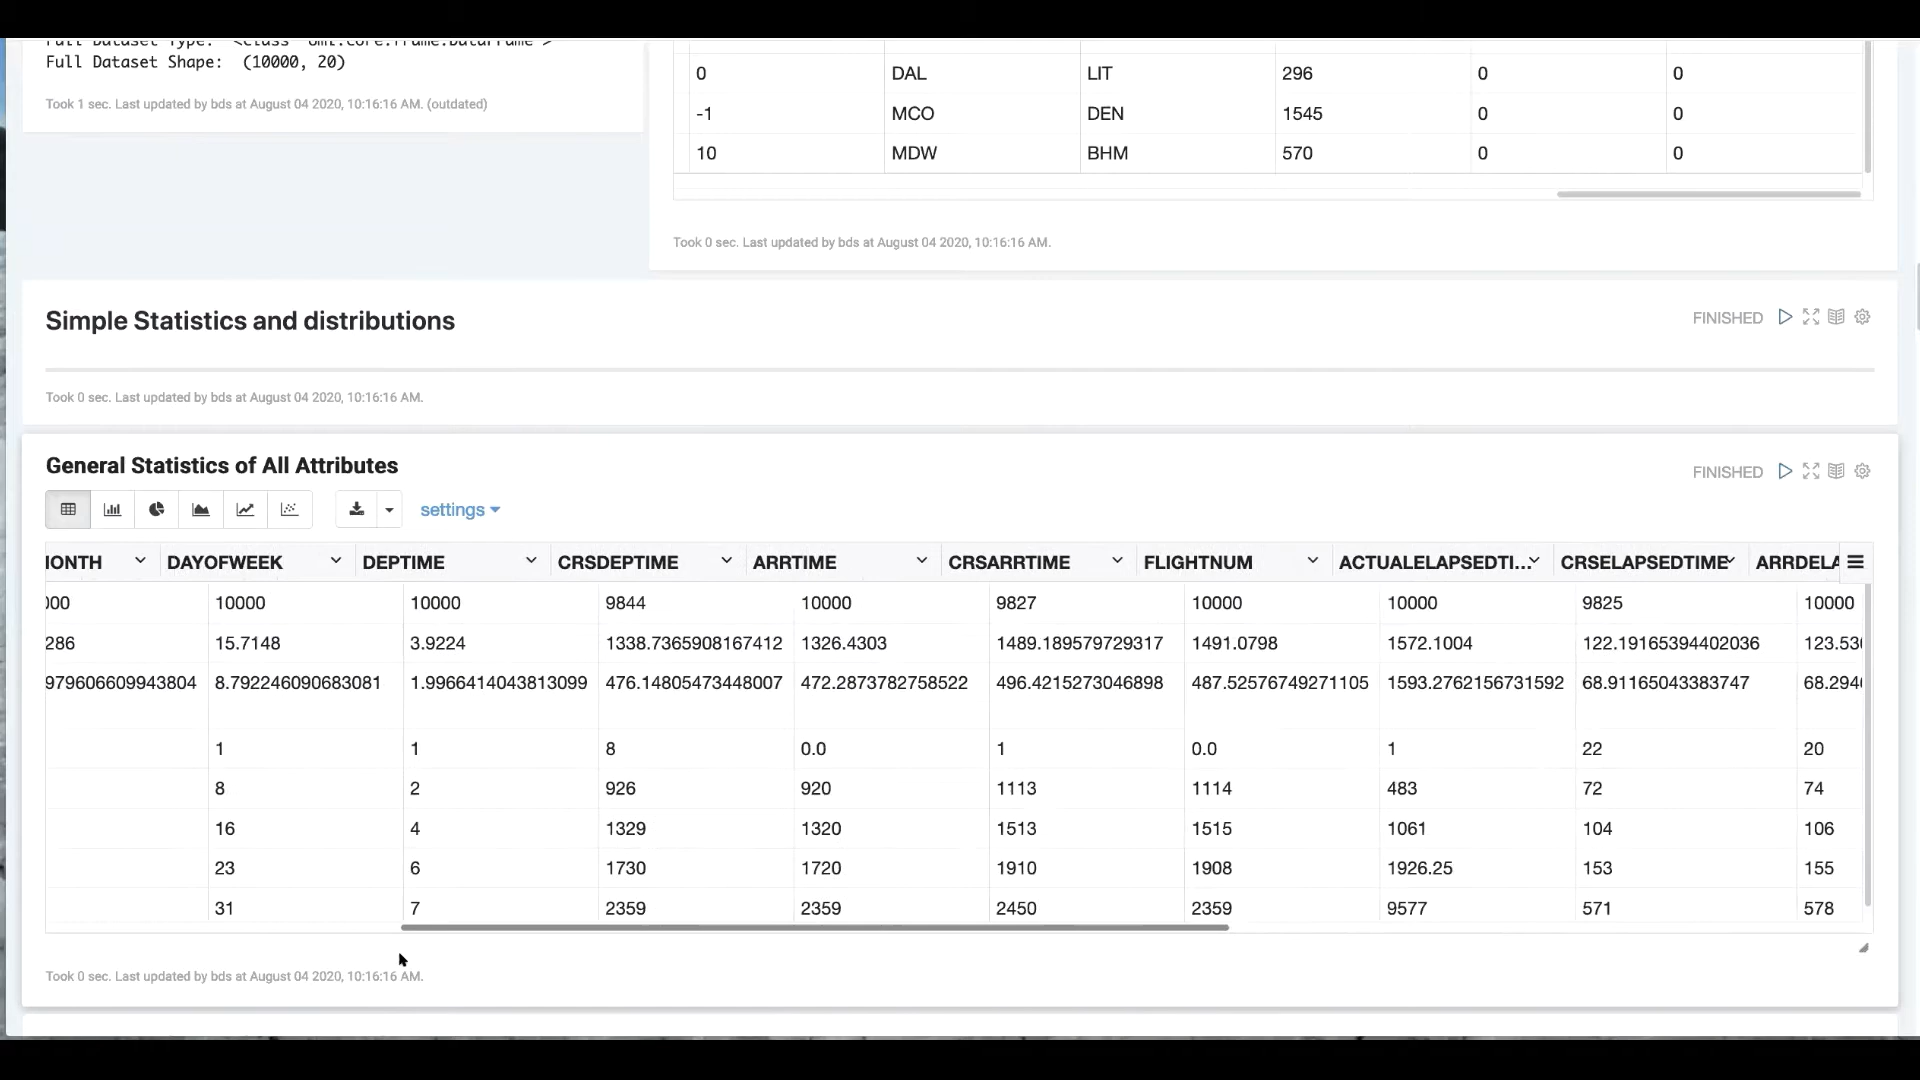 Full Dataset Shape: (10000, 20)
Took 1 sec. Last updated by bds at August 04 2020, 10:16:16 AM. (outdated)
0 DAL LIT 296 0 0
-1 MCO DEN 1545 0 0
10 MDW BHM 570 0 0
Took 0 sec. Last updated by bds at August 04 2020, 10:16:16 AM.
Simple Statistics and distributions
FINISHED
Took 0 sec. Last updated by bds at August 04 2020, 10:16:16 AM.
General Statistics of All Attributes
FINISHED
settings
IONTH DAYOFWEEK DEPTIME CRSDEPTIME ARRTIME CRSARRTIME FLIGHTNUM ACTUALELAPSEDTI... CRSELAPSEDTIME ARRDELA
00 10000 10000 9844 10000 9827 10000 10000 9825 10000
286 15.7148 3.9224 1338.7365908167412 1326.4303 1489.189579729317 1491.0798 1572.1004 122.19165394402036 123.53
979606609943804 8.792246090683081 1.9966414043813099 476.14805473448007 472.2873782758522 496.4215273046898 487.52576749271105 1593.2762156731592 68.91165043383747 68.294
1 1 8 0.0 1 0.0 1 22 20
8 2 926 920 1113 1114 483 72 74
16 4 1329 1320 1513 1515 1061 104 106
23 6 1730 1720 1910 1908 1926.25 153 155
31 7 2359 2359 2450 2359 9577 571 578
Took 0 sec. Last updated by bds at August 04 2020, 10:16:16 AM.